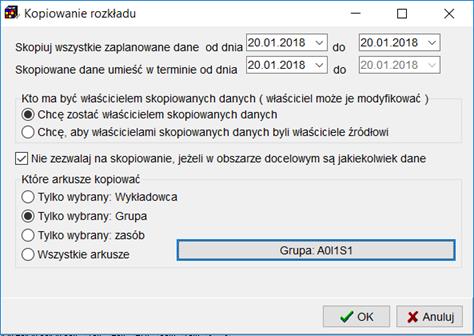 Kopiowanie rozkładu
Skopiuj wszystkie zaplanowane dane od dnia 20.01.2018 do 20.01.2018
Skopiowane dane umieść w terminie od dnia 20.01.2018 do 20.01.2018
Kto ma być właścicielem skopiowanych danych ( właściciel może je modyfikować )
Chcę zostać właścicielem skopiowanych danych
Chcę, aby właścicielami skopiowanych danych byli właściciele źródłowi
Nie zezwalaj na skopiowanie, jeżeli w obszarze docelowym są jakiekolwiek dane
Które arkusze kopiować
Tylko wybrany: Wykładowca
Tylko wybrany: Grupa
Tylko wybrany: zasób
Wszystkie arkusze
Grupa: A0I1S1
OK Anuluj